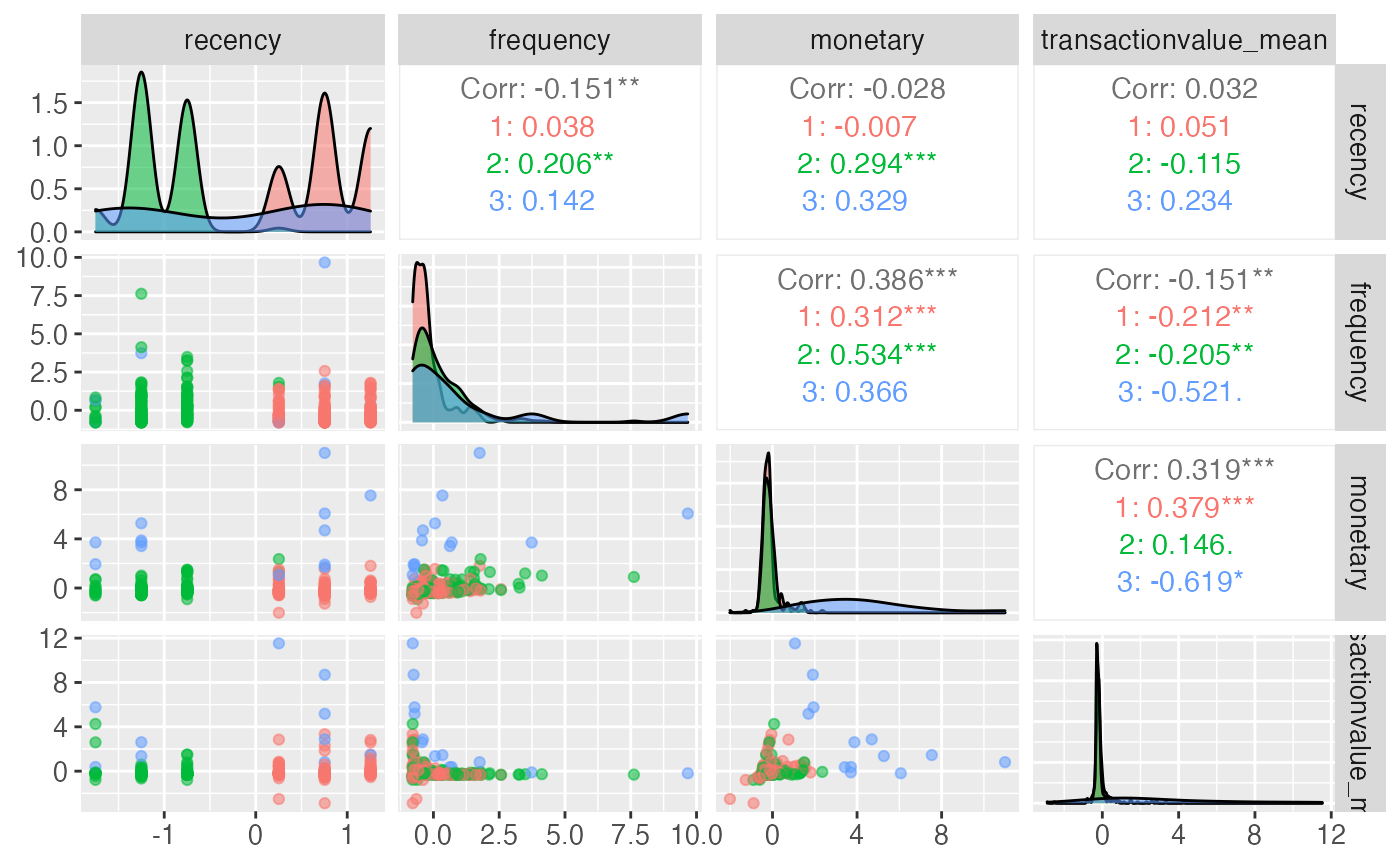 recency frequency monetary transactionvalue_mean
1.5
1.0
0.5
0.0
Corr: -0.151**
1: 0.038
2: 0.206**
3: 0.142
Corr: -0.028
1: -0.007
2: 0.294***
3: 0.329
Corr: 0.032
1: 0.051
2: -0.115
3: 0.234
recency
10.0
7.5
5.0
2.5
0.0
Corr: 0.386***
1: 0.312***
2: 0.534***
3: 0.366
Corr: -0.151**
1: -0.212**
2: -0.205**
3: -0.521.
frequency
8
4
0
Corr: 0.319***
1: 0.379***
2: 0.146.
3: -0.619*
monetary
12
8
4
0
sactionvalue_m
-1 0 1
0.0 2.5 5.0 7.5 10.0
0 4 8
0 4 8 12